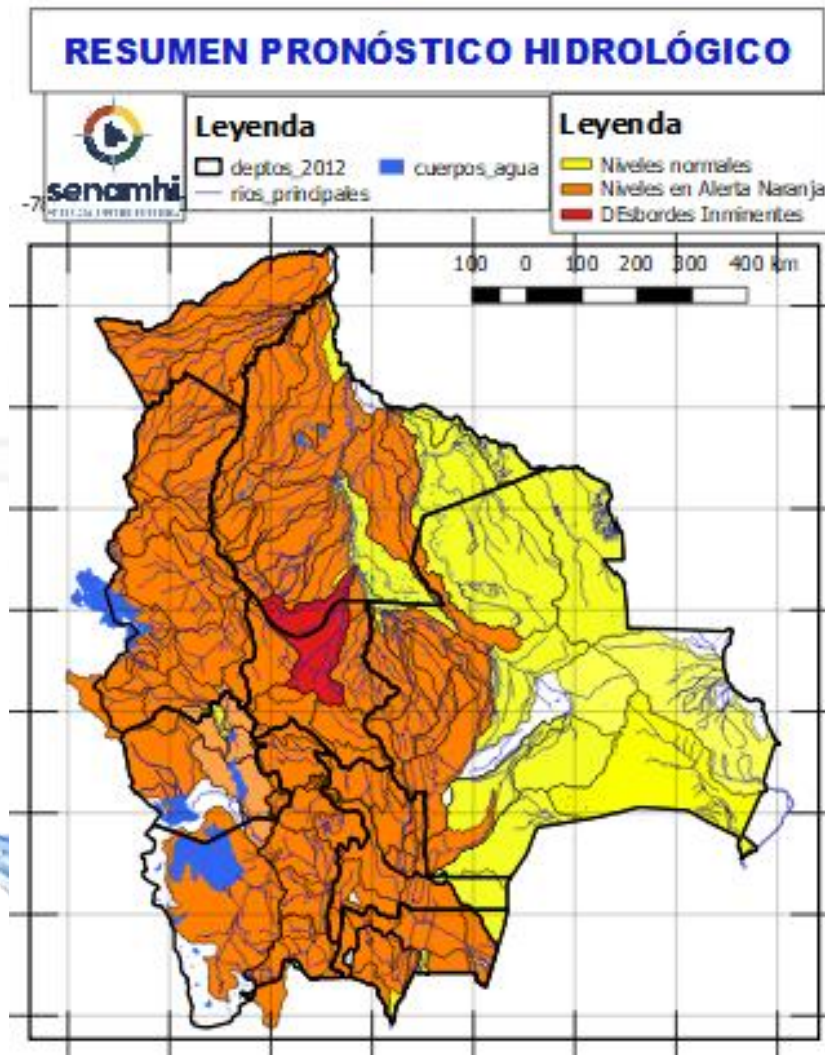 RESUMEN PRONÓSTICO HIDROLÓGICO
senamhi
Leyenda
deptos_2012
cuerpos_agua
rios_principales
Leyenda
Niveles normales
Niveles en Alerta Naranja
DEsbordes Inminentes
100 0 100 200 300 400 km